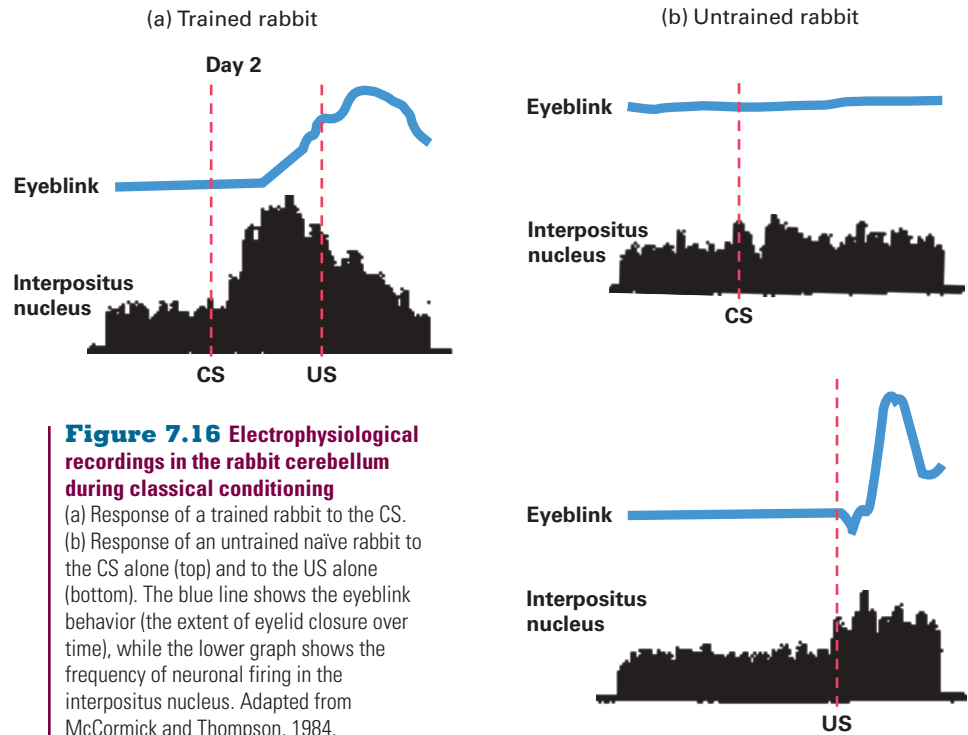 (a) Trained rabbit
Day 2
Eyeblink
Interpositus
nucleus
CS US
Figure 7.16 Electrophysiological
recordings in the rabbit cerebellum
during classical conditioning
(a) Response of a trained rabbit to the CS.
(b) Response of an untrained naïve rabbit to
the CS alone (top) and to the US alone
(bottom). The blue line shows the eyeblink
behavior (the extent of eyelid closure over
time), while the lower graph shows the
frequency of neuronal firing in the
interpositus nucleus. Adapted from
McCormick and Thompson, 1984.
(b) Untrained rabbit
Eyeblink
Interpositus
nucleus
CS
Eyeblink
Interpositus
nucleus
US